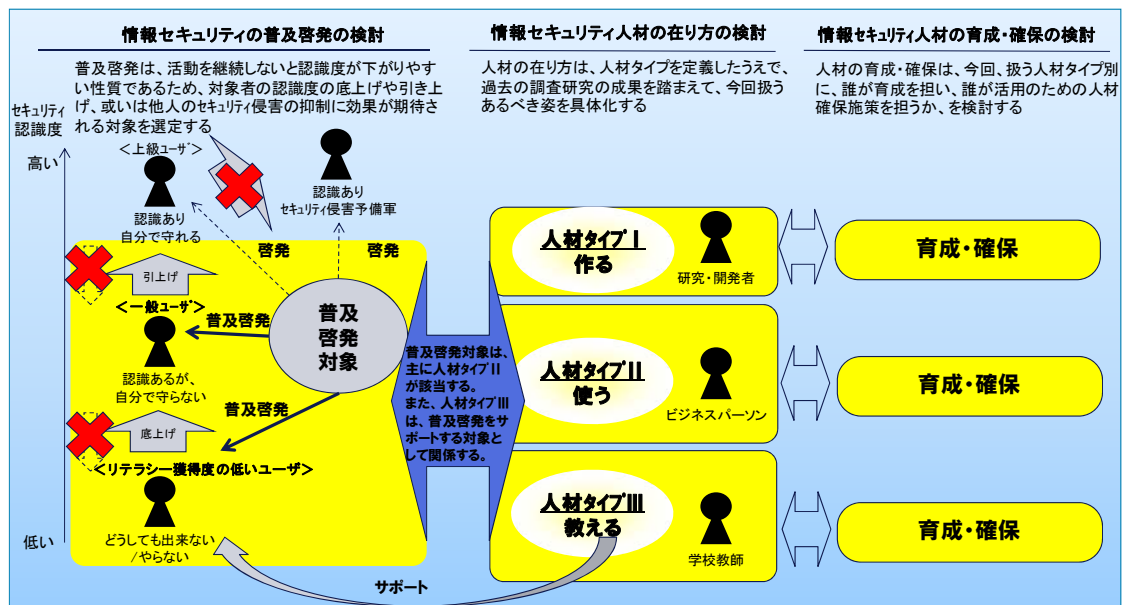 情報セキュリティの普及啓発の検討
普及啓発は、活動を継続しないと認識度が下がりやす
い性質であるため、対象者の認識度の底上げや引き上
げ、或いは他人のセキュリティ侵害の抑制に効果が期待さ
れる対象を選定する
セキュリティ
認識度
高い
低い
<上級ユーザ>
認識あり
自分で守れる
認識あり
セキュリティ侵害予備軍
啓発
啓発
引上げ
<一般ユーザ>
普及啓発
認識あるが、
自分で守らない
普及
啓発
対象
普及啓発
底上げ
<リテラシー獲得度の低いユーザ>
どうしても出来ない
/やらない
サポート
普及啓発対象は、
主に人材タイプⅡ
が該当する。
また、人材タイプⅢ
は、普及啓発をサ
ポートする対象と
して関係する。
情報セキュリティ人材の在り方の検討
人材の在り方は、人材タイプを定義したうえで、
過去の調査研究の成果を踏まえて、今回扱う
あるべき姿を具体化する
人材タイプⅠ
作る
研究・開発者
人材タイプⅡ
使う
ビジネスパーソン
人材タイプⅢ
教える
学校教師
情報セキュリティ人材の育成・確保の検討
人材の育成・確保は、今回、扱う人材タイプ別
に、誰が育成を担い、誰が活用のための人材
確保施策を担うか、を検討する
育成・確保
育成・確保
育成・確保